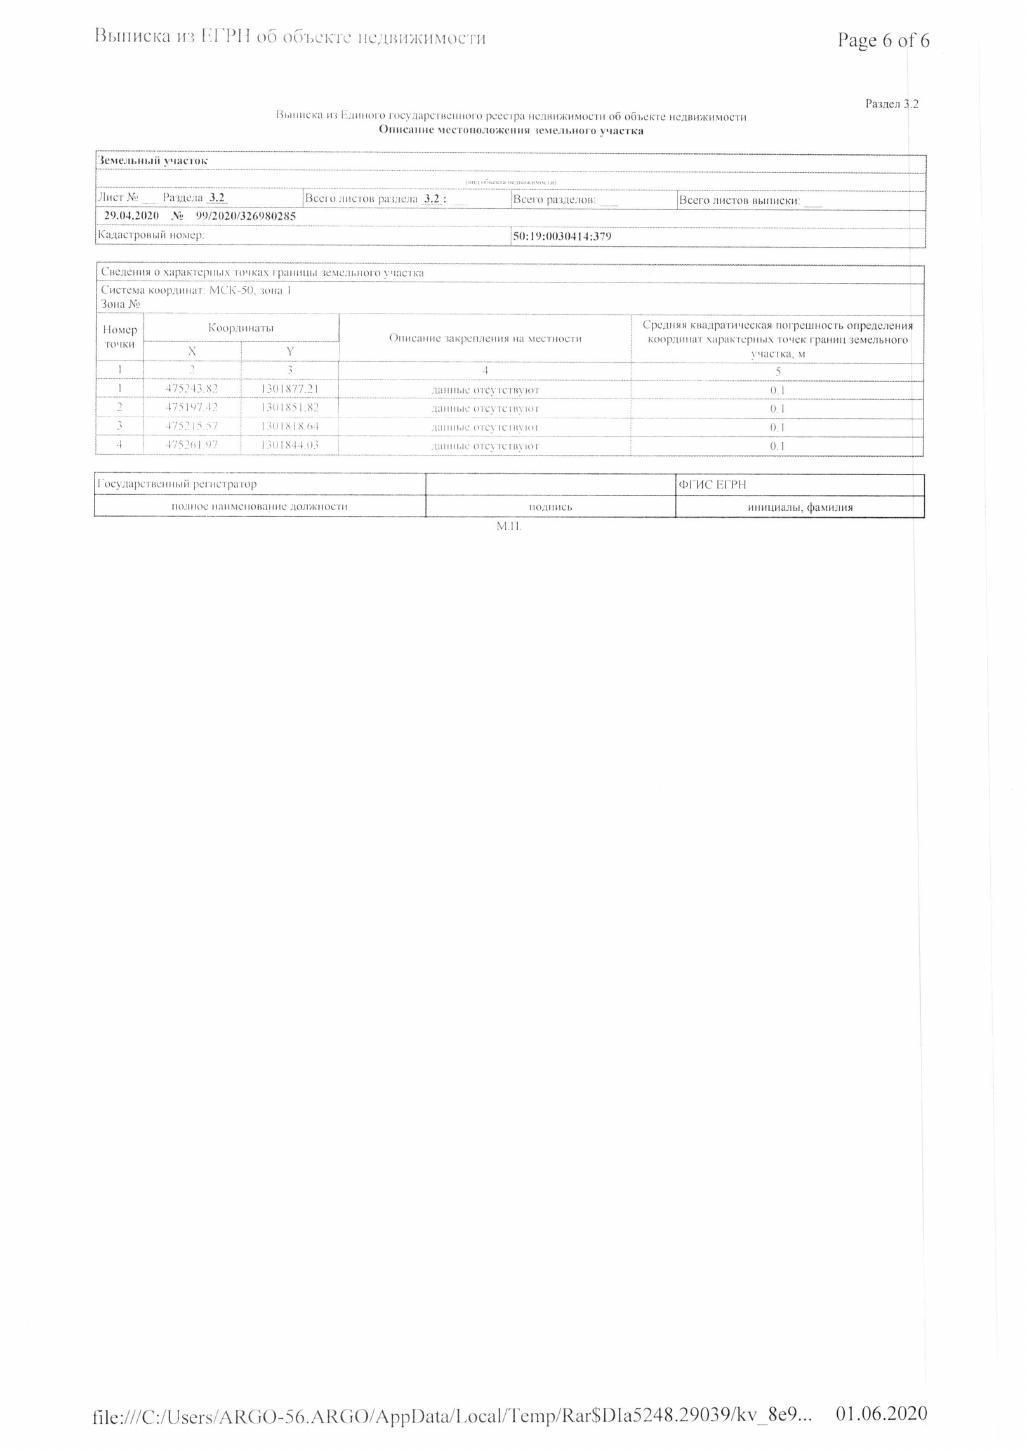 Выписка из ЕГРН об объекте недвижимости Page 6 of 6
Раздел 3.2
Выписка из Единого государственного реестра недвижимости об объекте недвижимости
Описание местоположения земельного участка
Земельный участок
(вид объекта недвижимости)
Лист № ___ Раздела 3.2 Всего листов раздела 3.2 : ___ Всего разделов: ___ Всего листов выписки: ___
29.04.2020 № 99/2020/326980285
Кадастровый номер: 50:19:0030414:379
Сведения о характерных точках границы земельного участка
Система координат: МСК-50, зона 1
Зона №
Номер точки Координаты Описание закрепления на местности Средняя квадратическая погрешность определения координат характерных точек границ земельного участка, м
X Y
1 2 3 4 5
1 475243.82 1301877.21 данные отсутствуют 0.1
2 475197.42 1301851.82 данные отсутствуют 0.1
3 475215.57 1301818.64 данные отсутствуют 0.1
4 475261.97 1301844.03 данные отсутствуют 0.1
Государственный регистратор ФГИС ЕГРН
полное наименование должности подпись инициалы, фамилия
М.П.
file:///C:/Users/ARGO-56.ARGO/AppData/Local/Temp/Rar$DIa5248.29039/kv_8e9... 01.06.2020